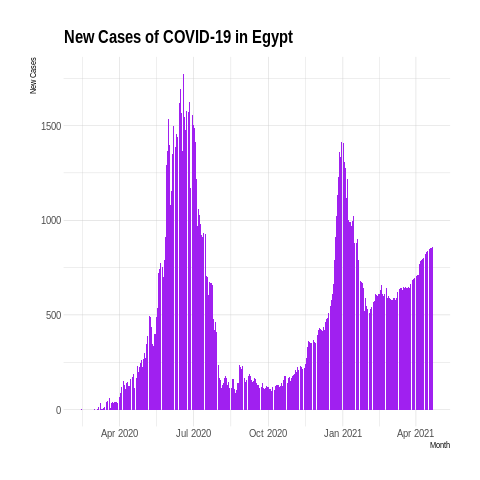 New Cases of COVID-19 in Egypt
New Cases
1500
1000
500
0
Apr 2020 Jul 2020 Oct 2020 Jan 2021 Apr 2021
Month